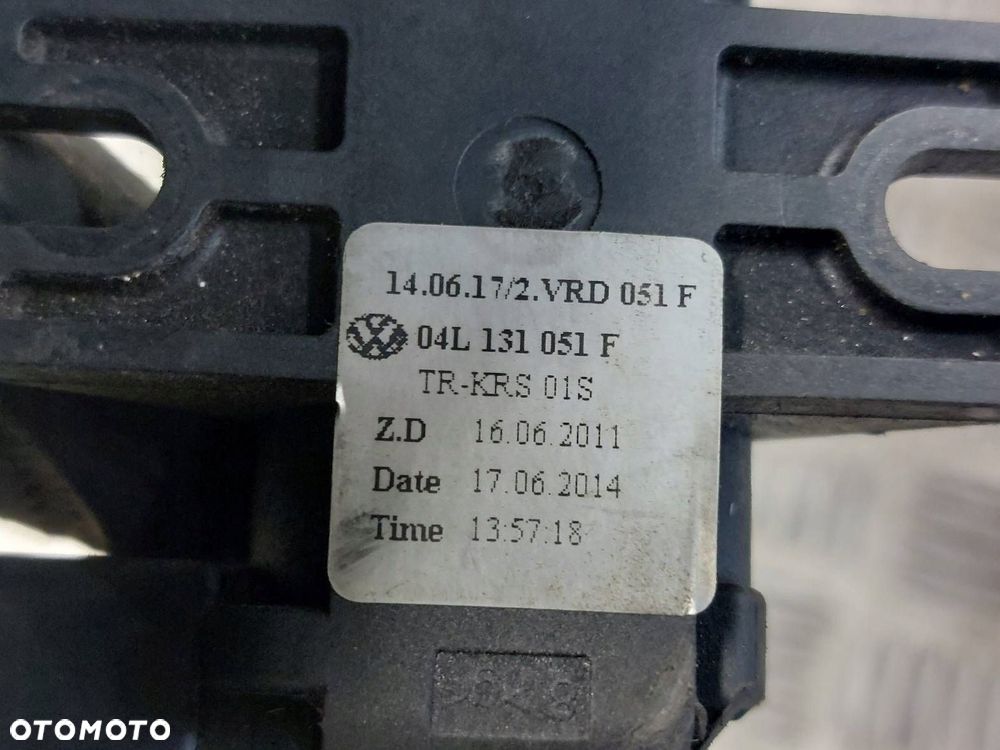 14.06.17/2.VRD 051 F
04L 131 051 F
TR-KRS 01S
Z.D 16.06.2011
Date 17.06.2014
Time 13:57:18
OTOMOTO